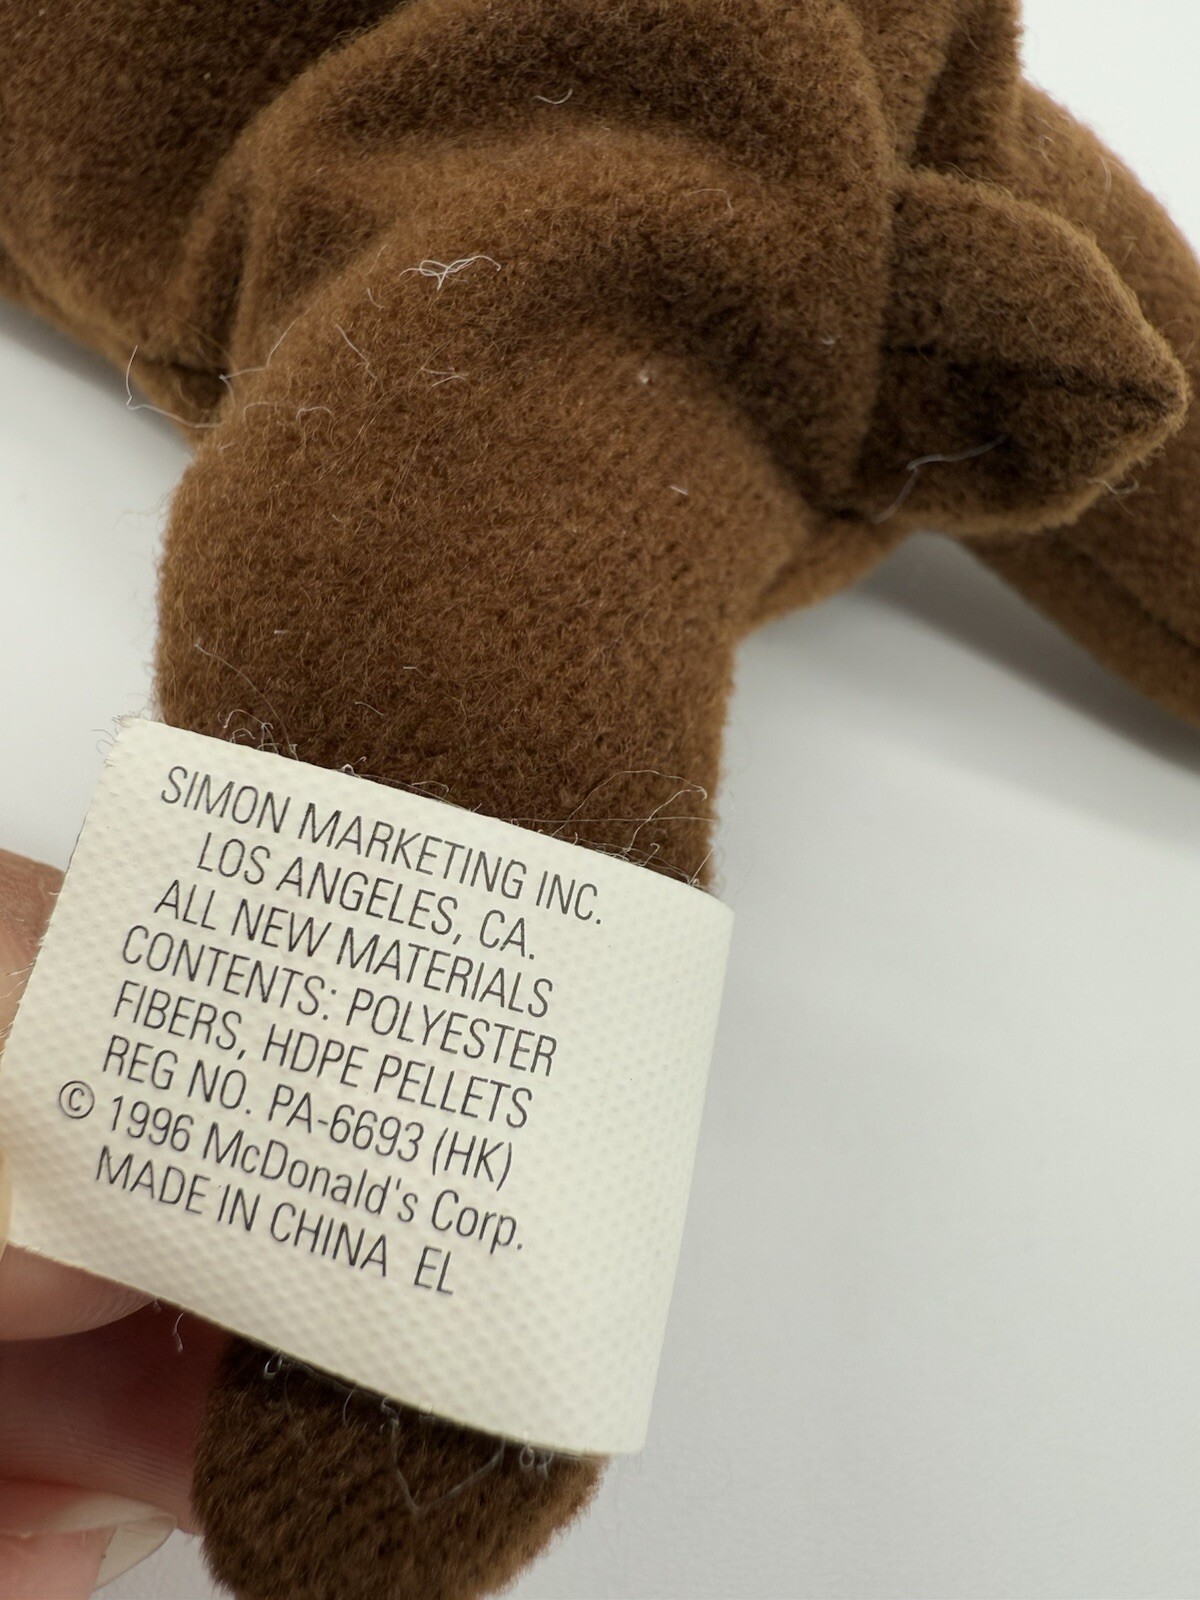 SIMON MARKETING INC.
LOS ANGELES, CA.
ALL NEW MATERIALS
CONTENTS: POLYESTER
FIBERS, HDPE PELLETS
REG NO. PA-6693 (HK)
© 1996 McDonald's Corp.
MADE IN CHINA EL